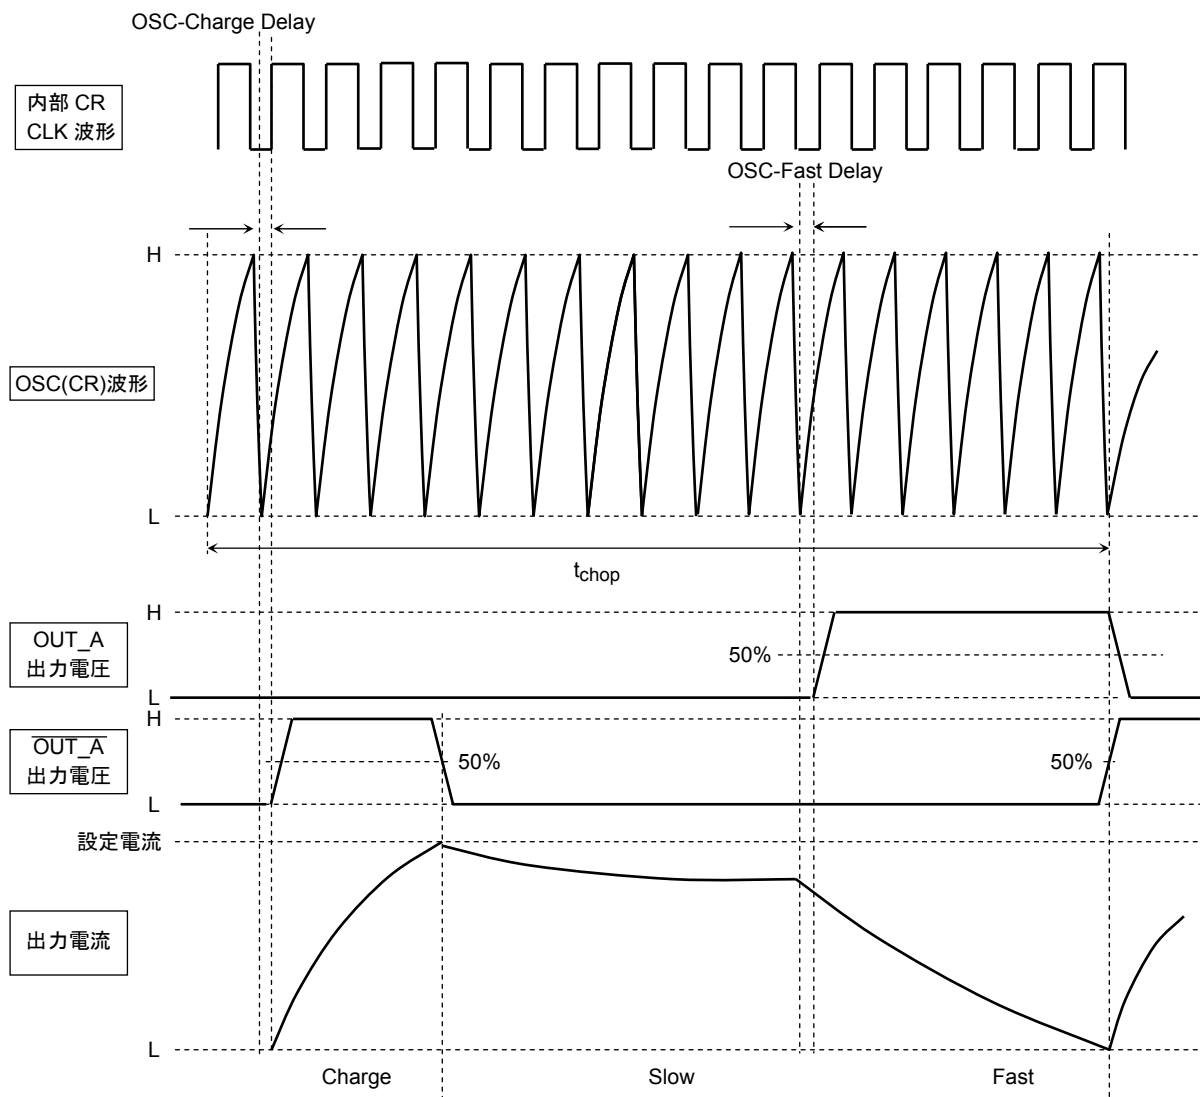 OSC-Charge Delay
内部 CR
CLK 波形
OSC-Fast Delay
H
OSC(CR)波形
L
tchop
H
OUT_A
出力電圧
50%
L
H
OUT_A
出力電圧
50%
50%
L
設定電流
出力電流
L
Charge
Slow
Fast